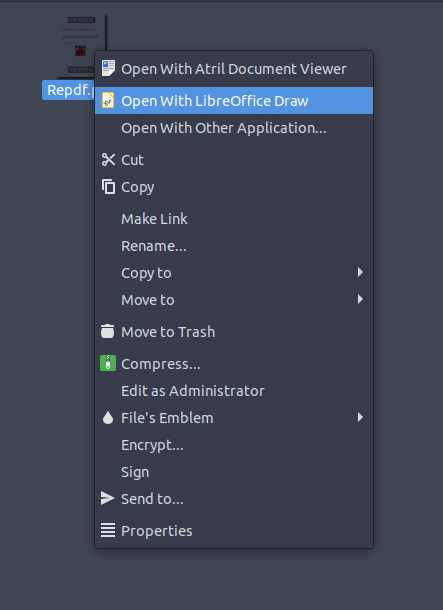 Repdf.p
Open With Atril Document Viewer
Open With LibreOffice Draw
Open With Other Application...
Cut
Copy
Make Link
Rename...
Copy to
Move to
Move to Trash
Compress...
Edit as Administrator
File's Emblem
Encrypt...
Sign
Send to...
Properties